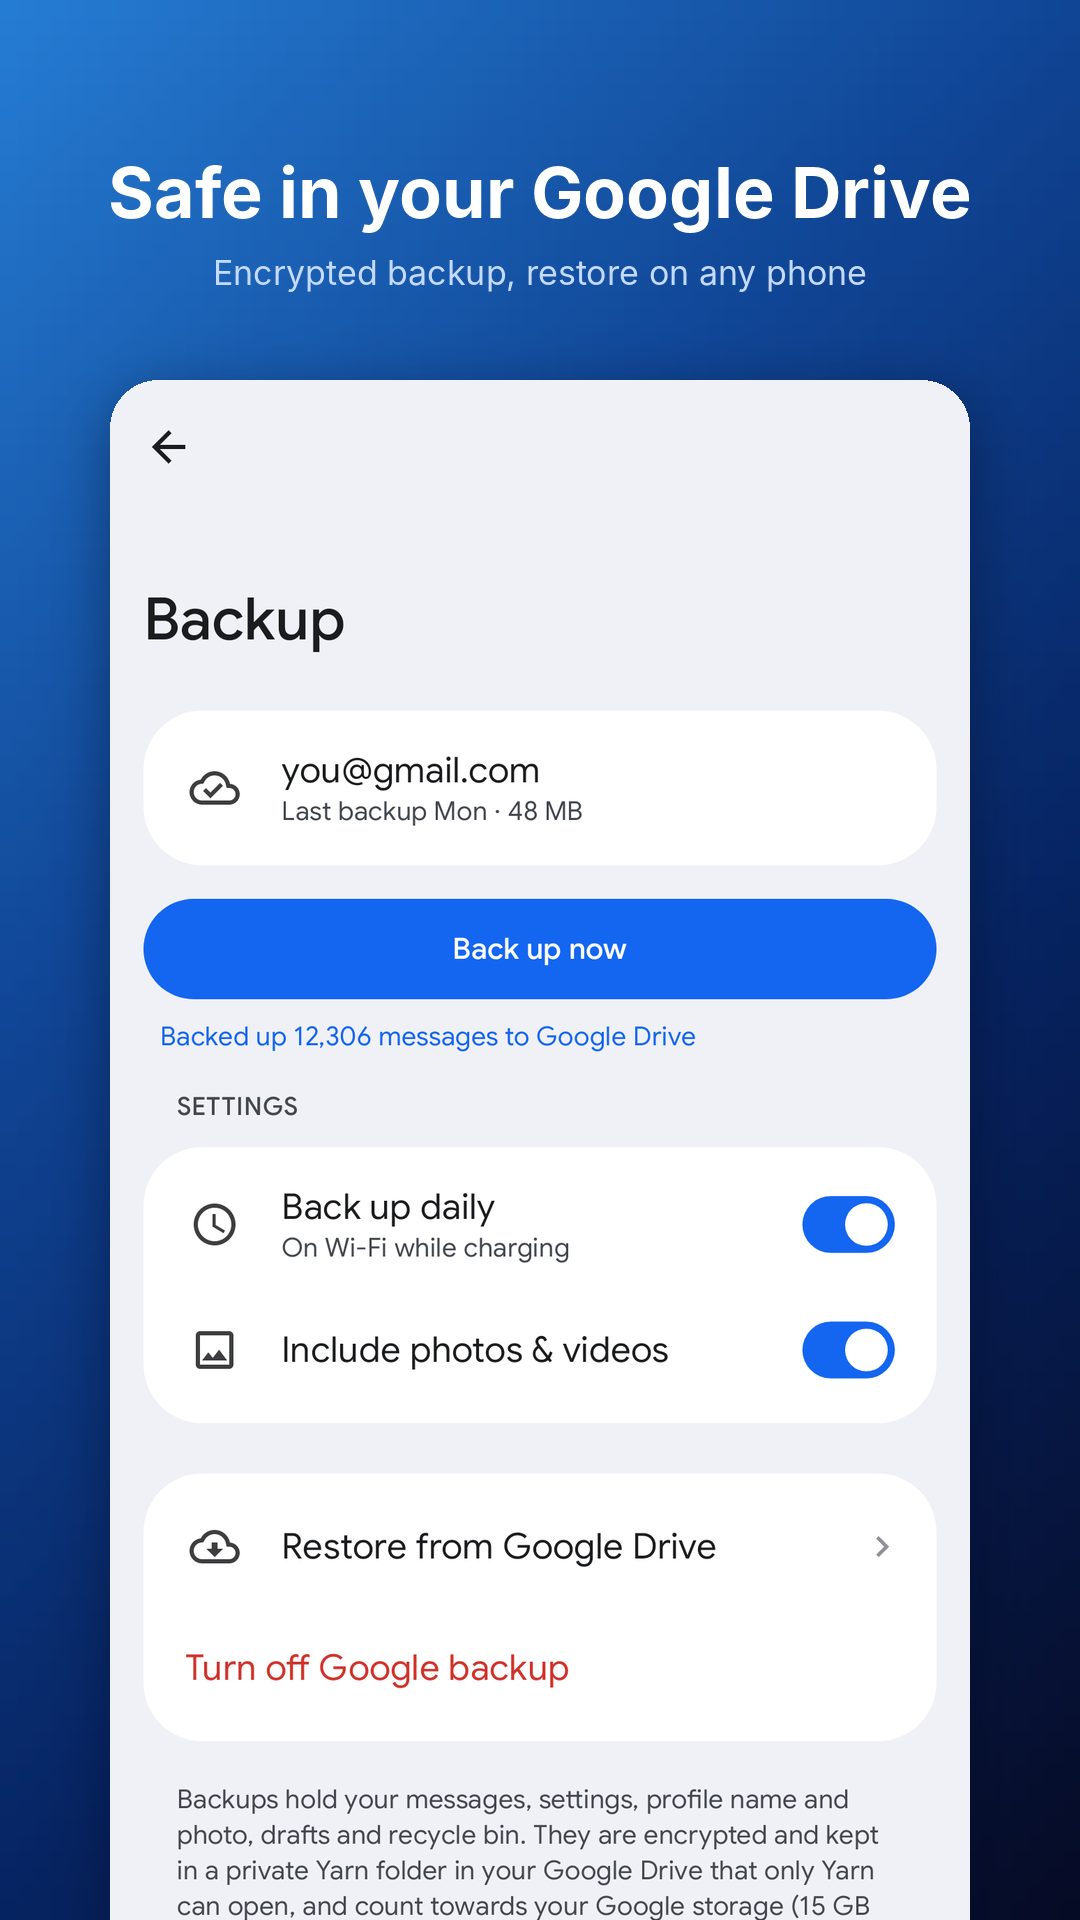 Safe in your Google Drive
Encrypted backup, restore on any phone
Backup
you@gmail.com
Last backup Mon · 48 MB
Back up now
Backed up 12,306 messages to Google Drive
SETTINGS
Back up daily
On Wi-Fi while charging
Include photos & videos
Restore from Google Drive
Turn off Google backup
Backups hold your messages, settings, profile name and
photo, drafts and recycle bin. They are encrypted and kept
in a private Yarn folder in your Google Drive that only Yarn
can open, and count towards your Google storage (15 GB